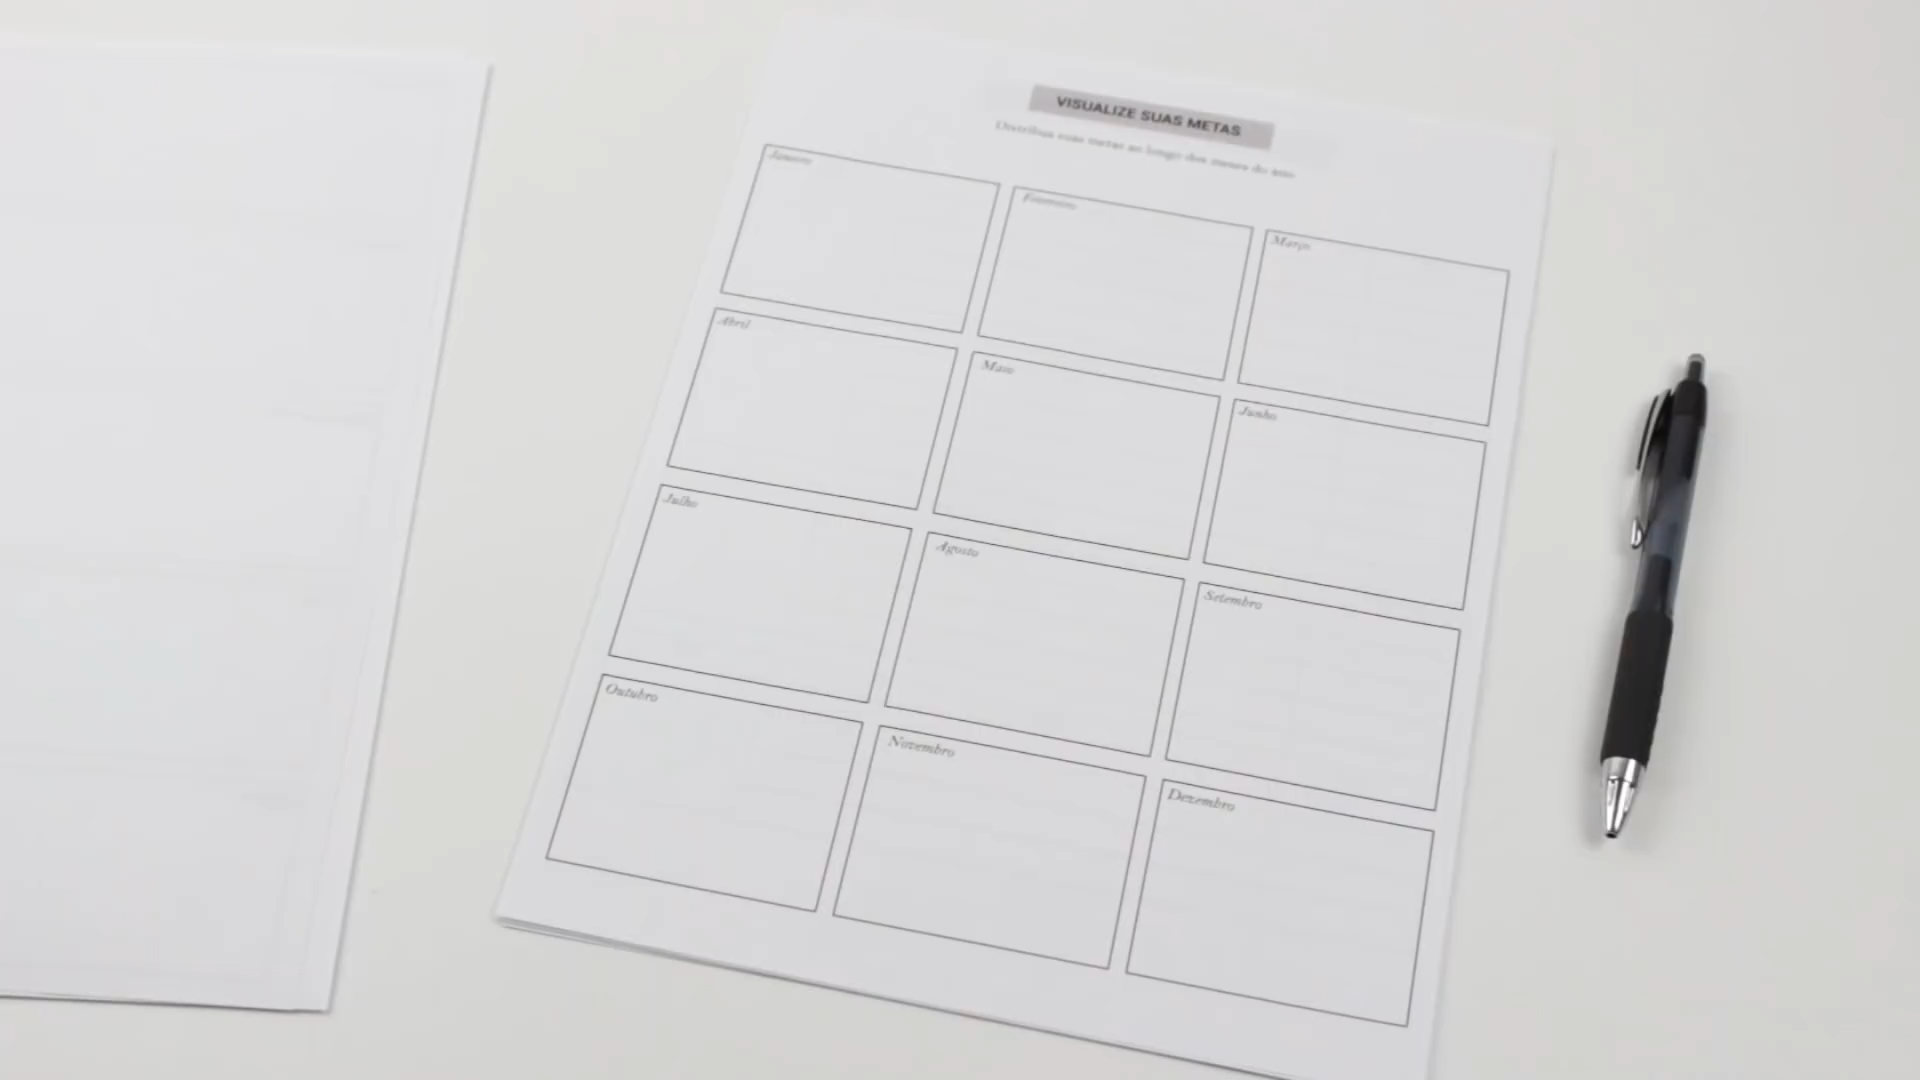 VISUALIZE SUAS METAS
Distribua suas metas ao longo dos meses do ano
Janeiro
Fevereiro
Março
Abril
Maio
Junho
Julho
Agosto
Setembro
Outubro
Novembro
Dezembro